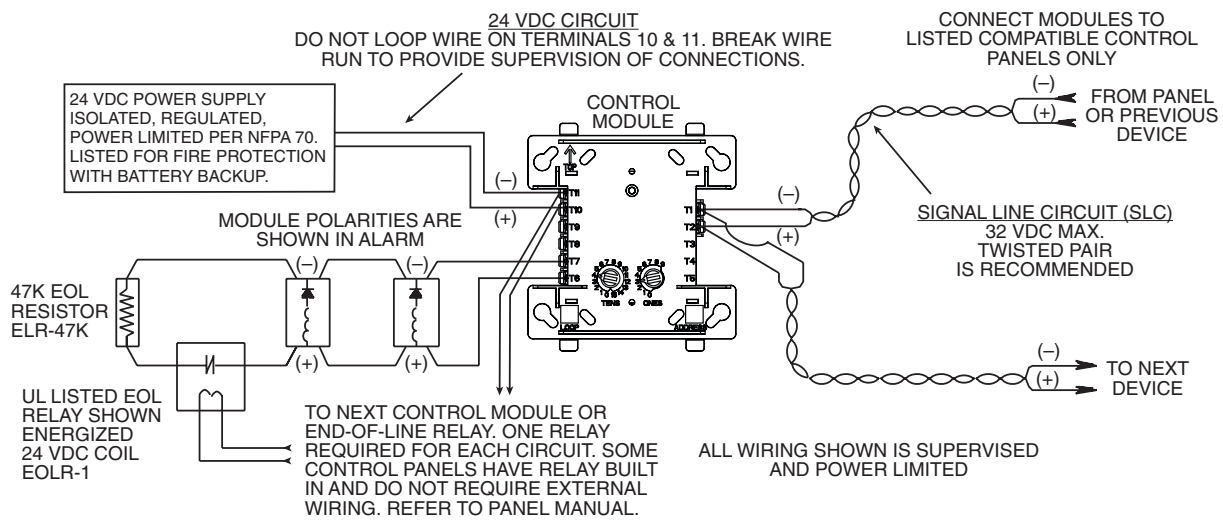 24 VDC CIRCUIT
DO NOT LOOP WIRE ON TERMINALS 10 & 11. BREAK WIRE
RUN TO PROVIDE SUPERVISION OF CONNECTIONS.
CONNECT MODULES TO
LISTED COMPATIBLE CONTROL
PANELS ONLY
24 VDC POWER SUPPLY
ISOLATED, REGULATED,
POWER LIMITED PER NFPA 70.
LISTED FOR FIRE PROTECTION
WITH BATTERY BACKUP.
CONTROL
MODULE
(–)
(+)
FROM PANEL
OR PREVIOUS
DEVICE
TOP
(–)
(+)
T11
T10
T9
T8
T7
T6
T1
T2
T3
T4
T5
(–)
(+)
SIGNAL LINE CIRCUIT (SLC)
32 VDC MAX.
TWISTED PAIR
IS RECOMMENDED
MODULE POLARITIES ARE
SHOWN IN ALARM
(–)
(–)
47K EOL
RESISTOR
ELR-47K
(+)
(+)
TENS
ONES
LOOP
ADDRESS
(–)
(+)
TO NEXT
DEVICE
UL LISTED EOL
RELAY SHOWN
ENERGIZED
24 VDC COIL
EOLR-1
TO NEXT CONTROL MODULE OR
END-OF-LINE RELAY. ONE RELAY
REQUIRED FOR EACH CIRCUIT. SOME
CONTROL PANELS HAVE RELAY BUILT
IN AND DO NOT REQUIRE EXTERNAL
WIRING. REFER TO PANEL MANUAL.
ALL WIRING SHOWN IS SUPERVISED
AND POWER LIMITED